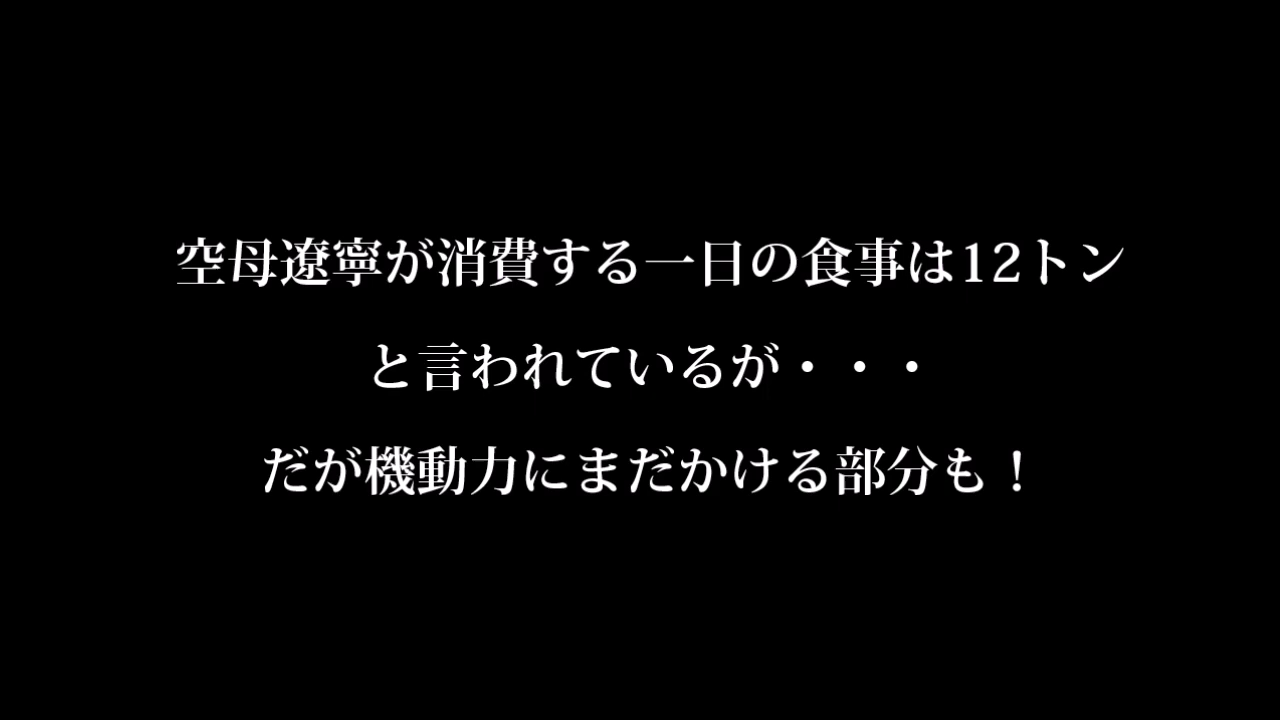 空母遼寧が消費する一日の食事は12トン
と言われているが・・・
だが機動力にまだかける部分も！